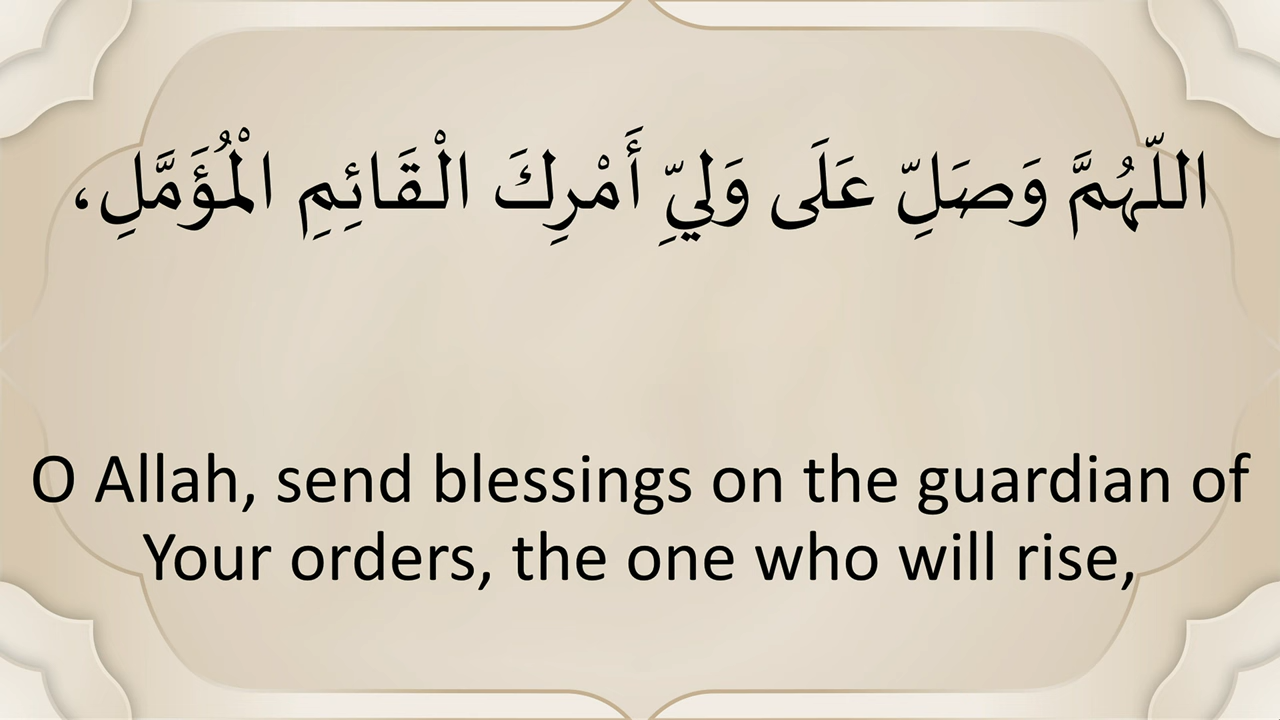 اللّهُمَّ وَصَلِّ عَلَى وَلِيِّ أَمْرِكَ الْقَائِمِ الْمُؤَمَّلِ،
O Allah, send blessings on the guardian of
Your orders, the one who will rise,